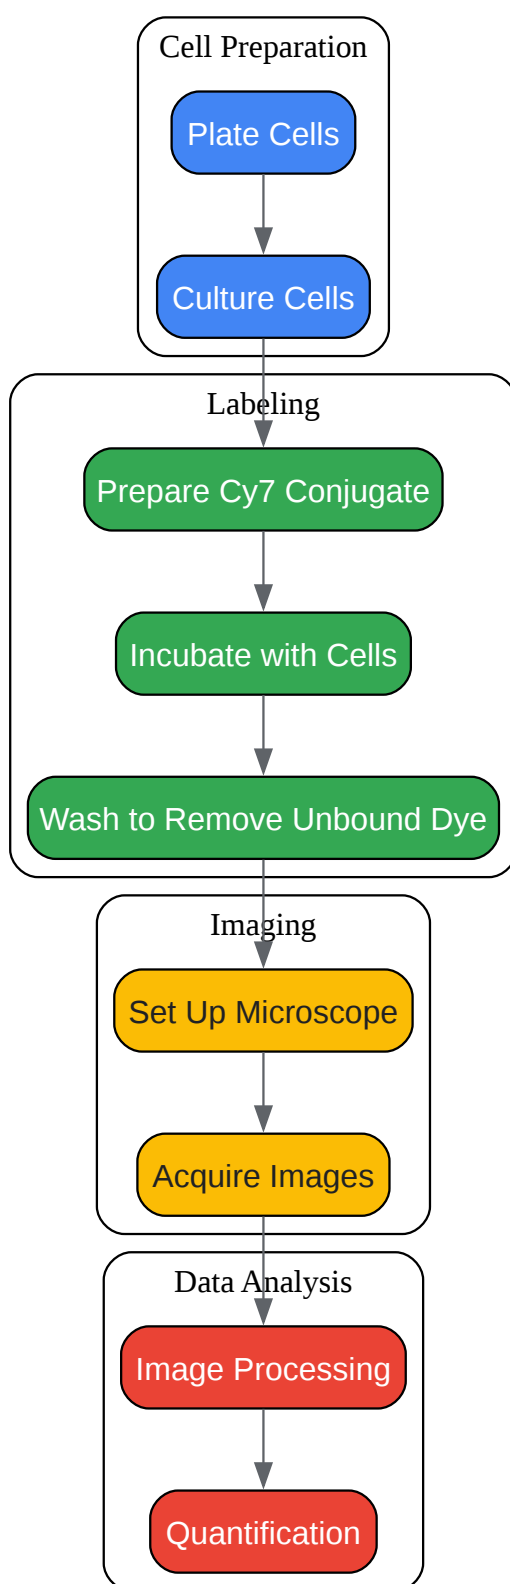 Cell Preparation
Plate Cells
Culture Cells
Labeling
Prepare Cy7 Conjugate
Incubate with Cells
Wash to Remove Unbound Dye
Imaging
Set Up Microscope
Acquire Images
Data Analysis
Image Processing
Quantification